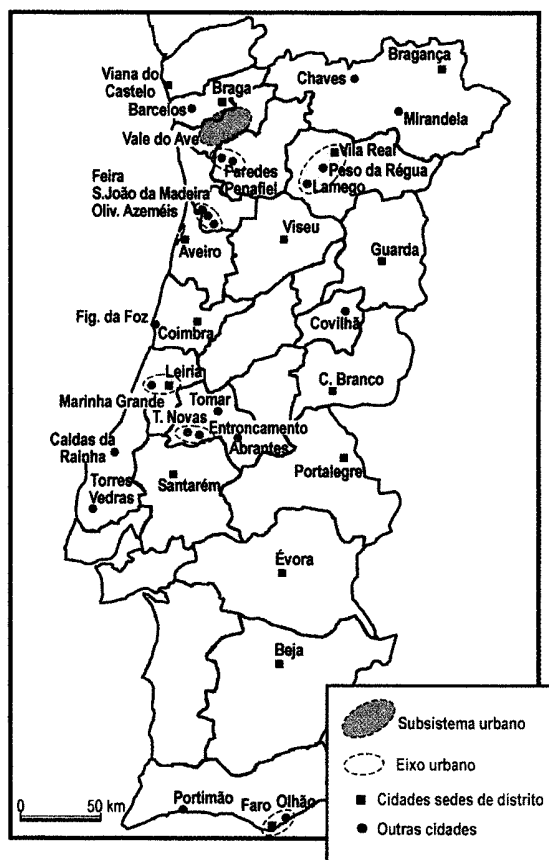 Bragança
Viana do
Castelo
Braga
Chaves
Barcelos
Mirandela
Vale do Ave
Vila Real
Paredes
Peso da Régua
Penafiel
Lamego
Feira
S.João da Madeira
Oliv. Azeméis
Viseu
Aveiro
Guarda
Fig. da Foz
Coimbra
Covilhã
Leiria
C. Branco
Marinha Grande
Tomar
T. Novas
Entroncamento
Caldas da
Rainha
Abrantes
Portalegre
Torres
Vedras
Santarém
Évora
Beja
Portimão
Faro
Olhão
0
50 km
Subsistema urbano
Eixo urbano
Cidades sedes de distrito
Outras cidades